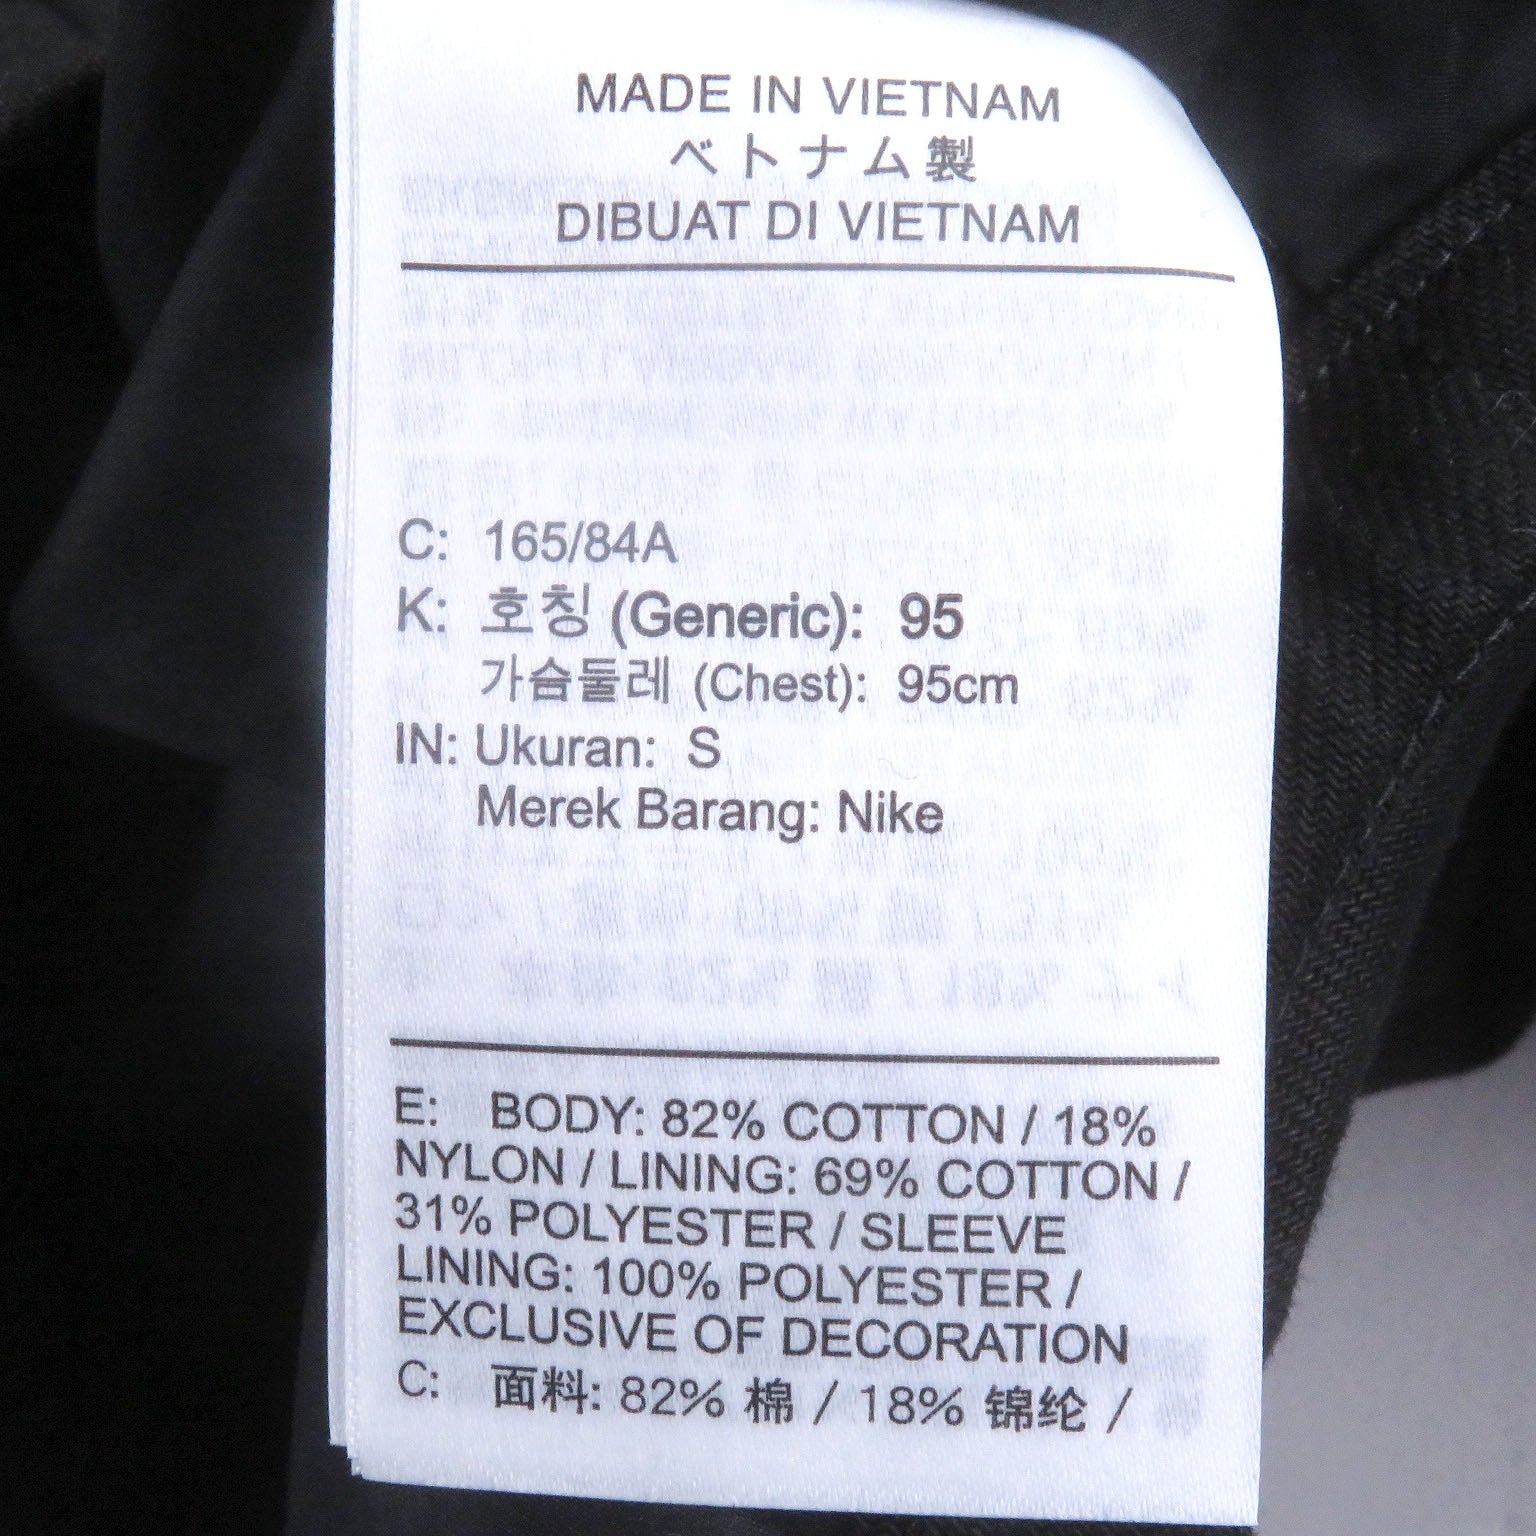 MADE IN VIETNAM
ベトナム製
DIBUAT DI VIETNAM
C: 165/84A
K: 호칭 (Generic): 95
가슴둘레 (Chest): 95cm
IN: Ukuran: S
Merek Barang: Nike
E: BODY: 82% COTTON / 18%
NYLON / LINING: 69% COTTON /
31% POLYESTER / SLEEVE
LINING: 100% POLYESTER /
EXCLUSIVE OF DECORATION
C: 面料: 82% 棉 / 18% 锦纶 /